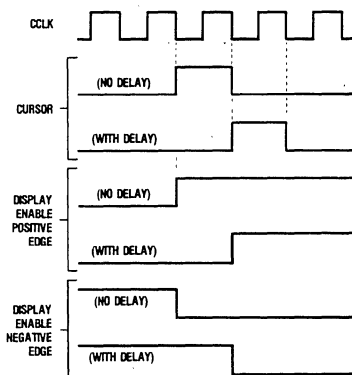 CCLK
(NO DELAY)
CURSOR
(WITH DELAY)
(NO DELAY)
DISPLAY
ENABLE
POSITIVE
EDGE
(WITH DELAY)
(NO DELAY)
DISPLAY
ENABLE
NEGATIVE
EDGE
(WITH DELAY)